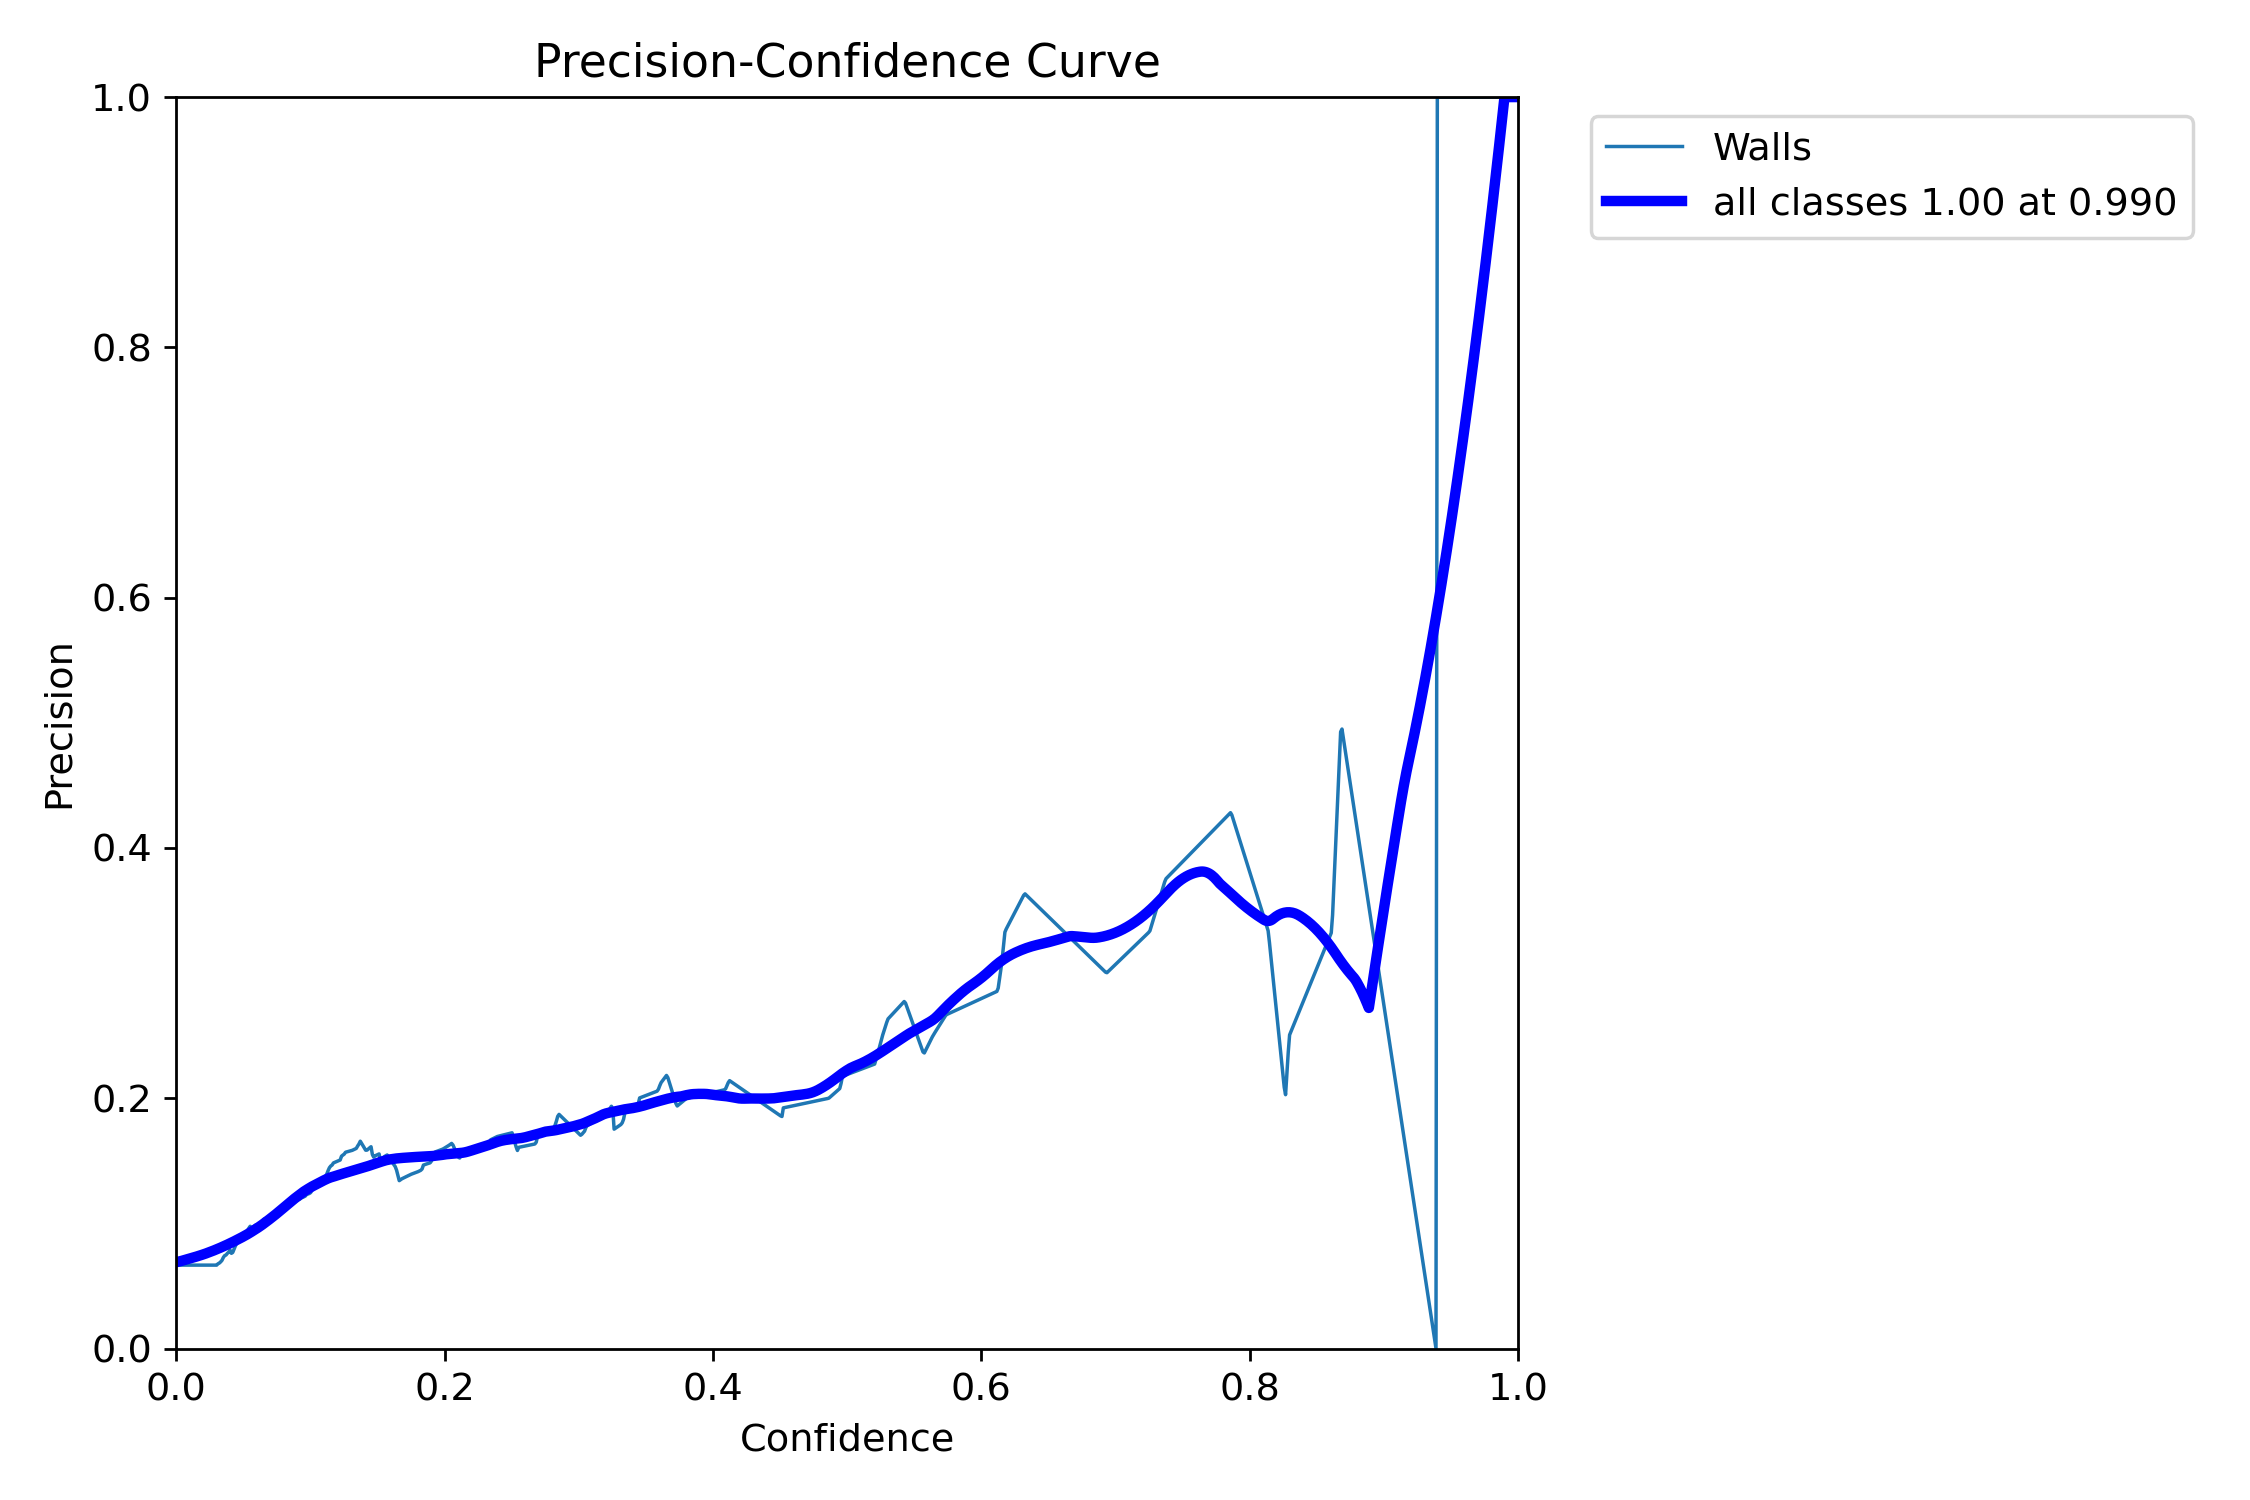 Precision-Confidence Curve
1.0
0.8
0.6
0.4
0.2
0.0
Precision
0.0 0.2 0.4 0.6 0.8 1.0
Confidence
Walls
all classes 1.00 at 0.990